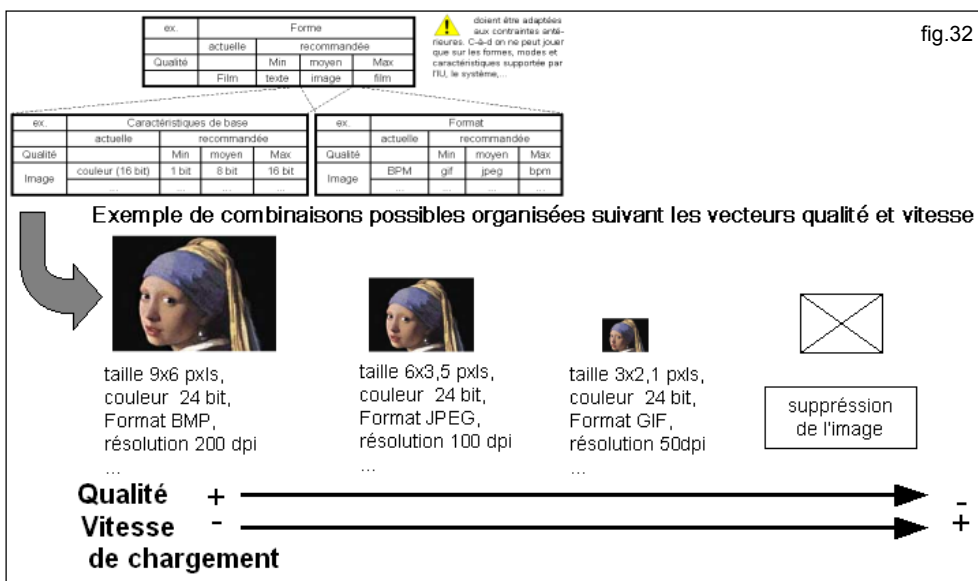 fig.32
ex. Forme
actuelle recommandée
Qualité Min moyen Max
Film texte image film
doient être adaptées
aux contraintes anté-
rieures. C-à-d on ne peut jouer
que sur les formes, modes et
caractéristiques supportée par
l'IU, le système,...
ex. Caractéristiques de base
actuelle recommandée
Qualité Min moyen Max
Image couleur (16 bit) 1 bit 8 bit 16 bit
... ... ... ...
ex. Format
actuelle recommandée
Qualité Min moyen Max
Image BPM gif jpeg bpm
... ... ... ...
Exemple de combinaisons possibles organisées suivant les vecteurs qualité et vitesse
taille 9x6 pxls,
couleur 24 bit,
Format BMP,
résolution 200 dpi
...
taille 6x3,5 pxls,
couleur 24 bit,
Format JPEG,
résolution 100 dpi
...
taille 3x2,1 pxls,
couleur 24 bit,
Format GIF,
résolution 50dpi
...
suppréssion
de l'image
Qualité + -
Vitesse - +
de chargement